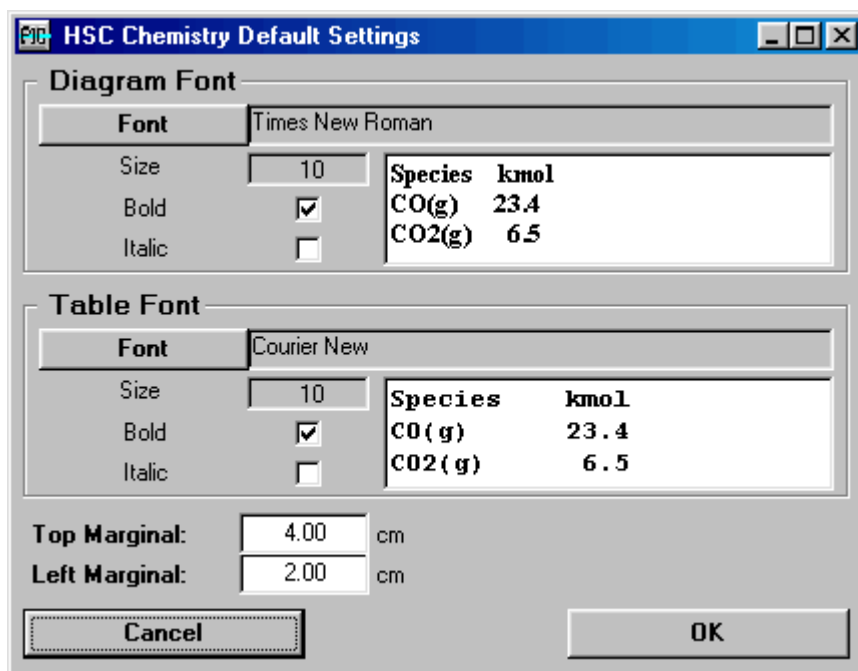 HSC Chemistry Default Settings
Diagram Font
Font Times New Roman
Size 10 Species kmol
Bold CO(g) 23.4
Italic CO2(g) 6.5
Table Font
Font Courier New
Size 10 Species kmol
Bold CO(g) 23.4
Italic CO2(g) 6.5
Top Marginal: 4.00 cm
Left Marginal: 2.00 cm
Cancel OK